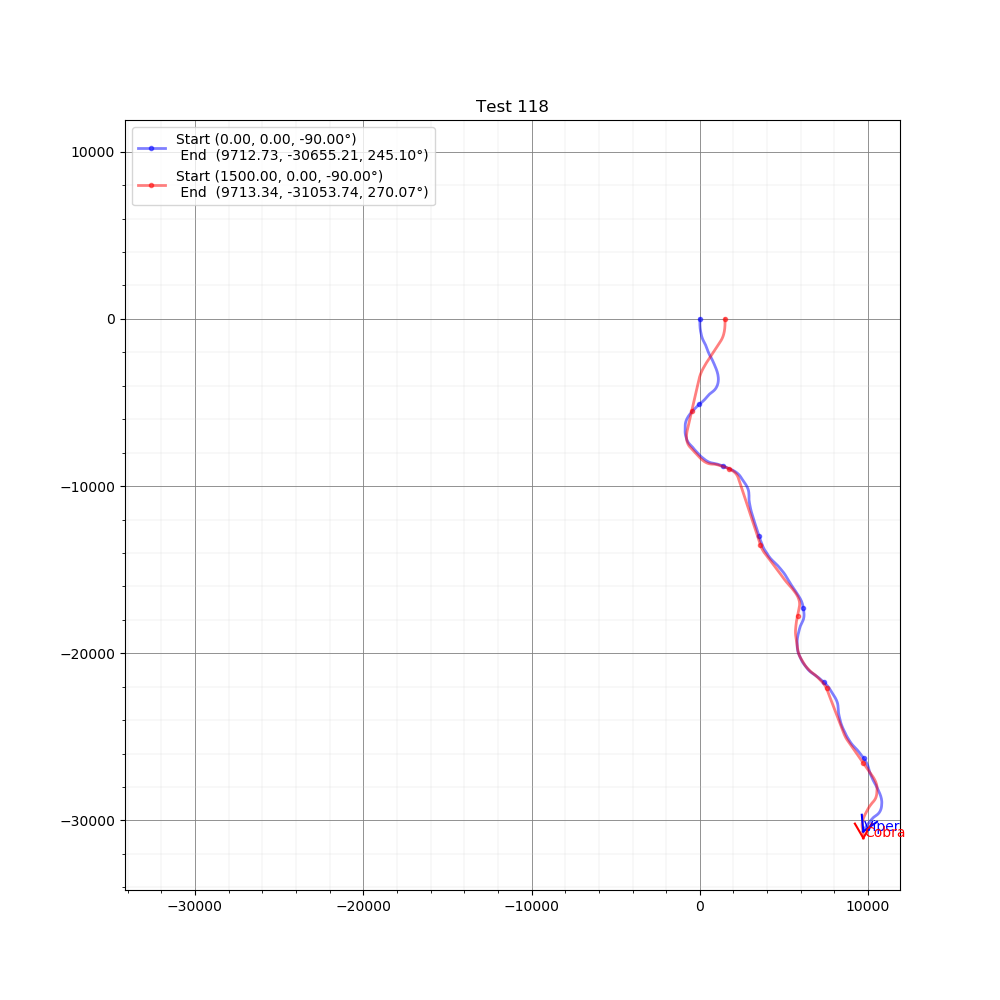 Test 118
Start (0.00, 0.00, -90.00°)
End (9712.73, -30655.21, 245.10°)
Start (1500.00, 0.00, -90.00°)
End (9713.34, -31053.74, 270.07°)
10000
0
−10000
−20000
−30000
Viper
Cobra
−30000
−20000
−10000
0
10000